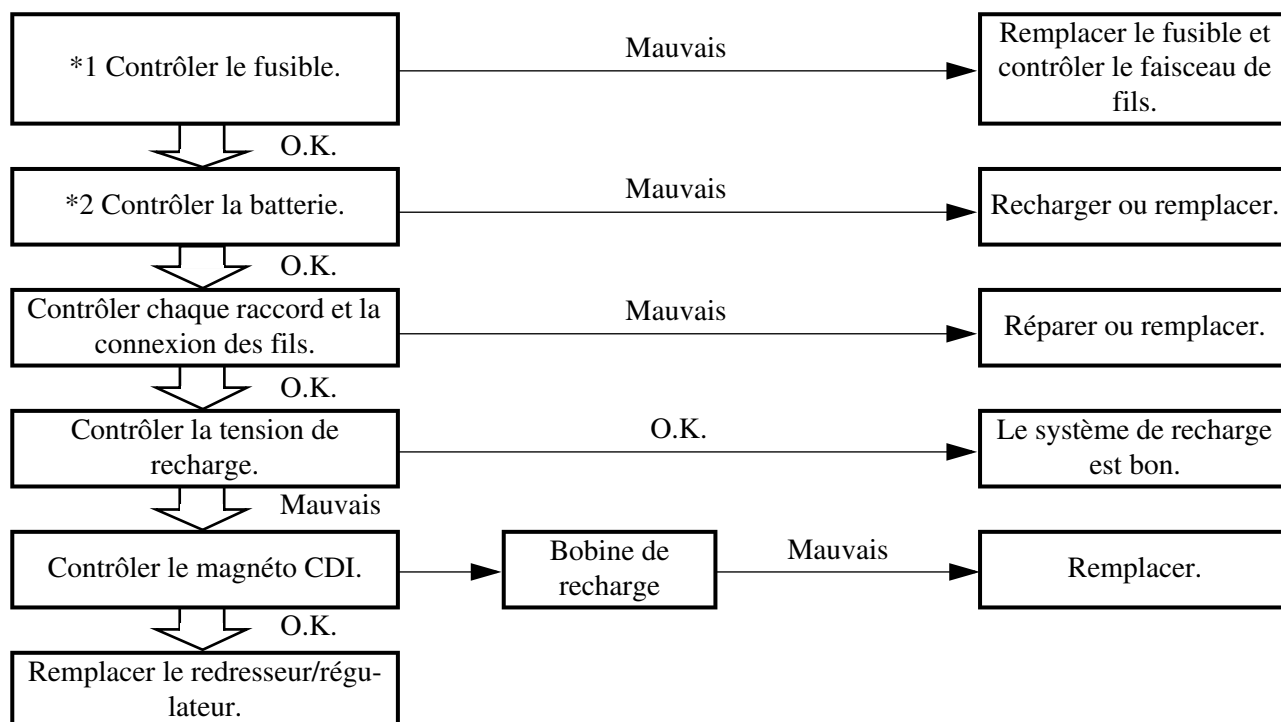 *1 Contrôler le fusible.
Mauvais
Remplacer le fusible et
contrôler le faisceau de
fils.
O.K.
*2 Contrôler la batterie.
Mauvais
Recharger ou remplacer.
O.K.
Contrôler chaque raccord et la
connexion des fils.
Mauvais
Réparer ou remplacer.
O.K.
Contrôler la tension de
recharge.
O.K.
Le système de recharge
est bon.
Mauvais
Contrôler le magnéto CDI.
Bobine de
recharge
Mauvais
Remplacer.
O.K.
Remplacer le redresseur/régu-
lateur.